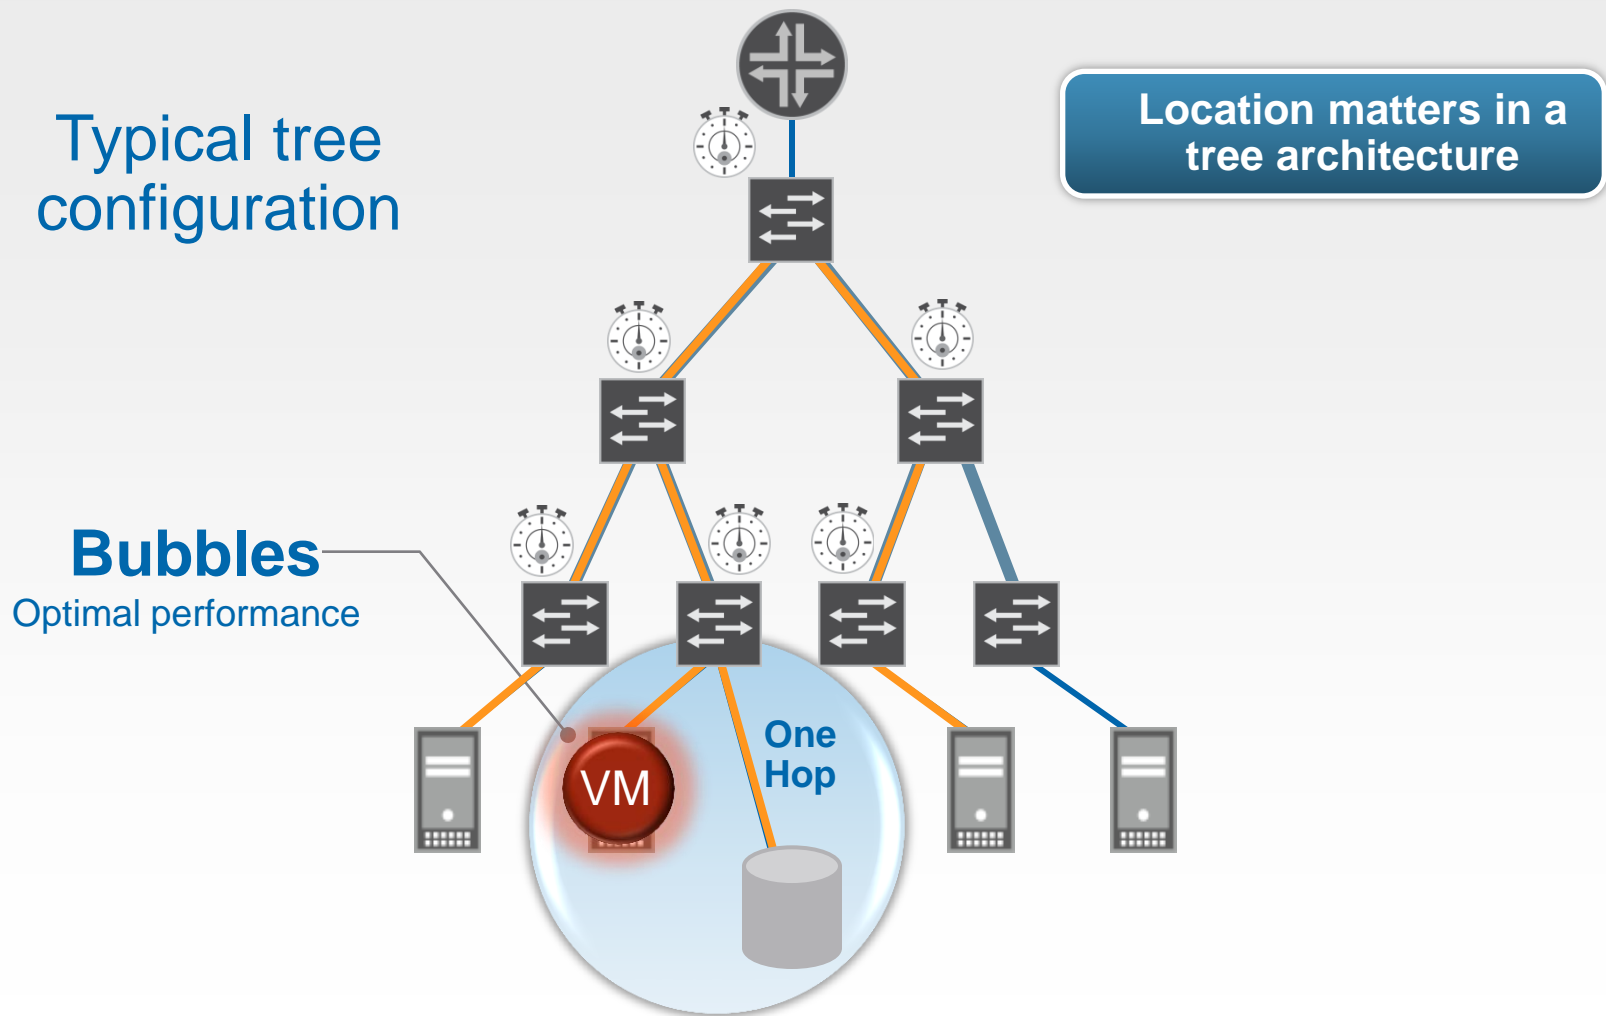 Typical tree
configuration
Location matters in a
tree architecture
Bubbles
Optimal performance
One
Hop
VM